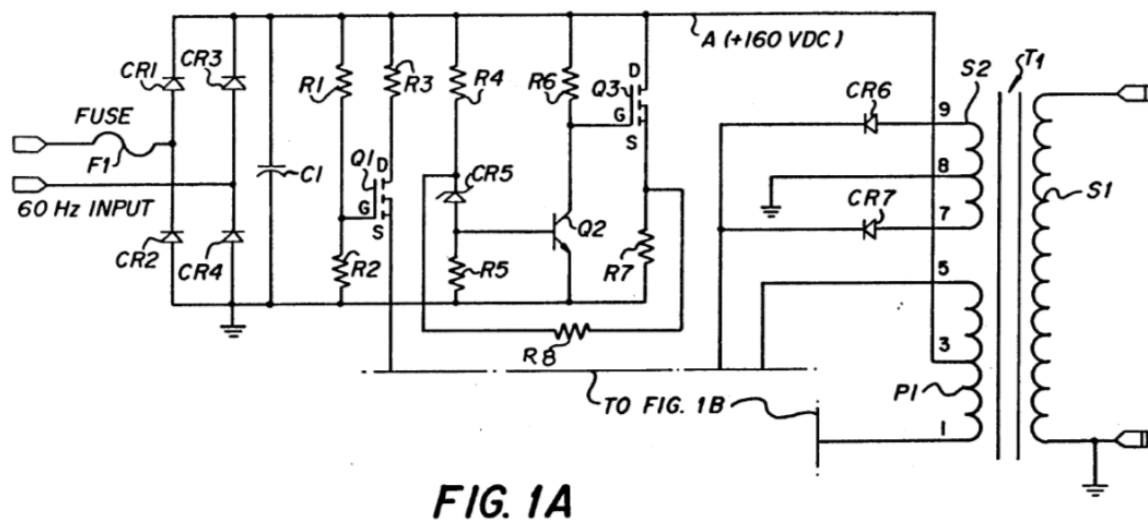 A (+160 VDC)
CR1
CR3
R1
R3
R4
R6
Q3
D
G
S
S2
T1
CR6
9
FUSE
F1
C1
Q1
D
G
S
CR5
8
S1
60 Hz INPUT
CR7
7
CR2
CR4
R2
R5
Q2
R7
5
R8
3
TO FIG. 1B
P1
1
FIG. 1A